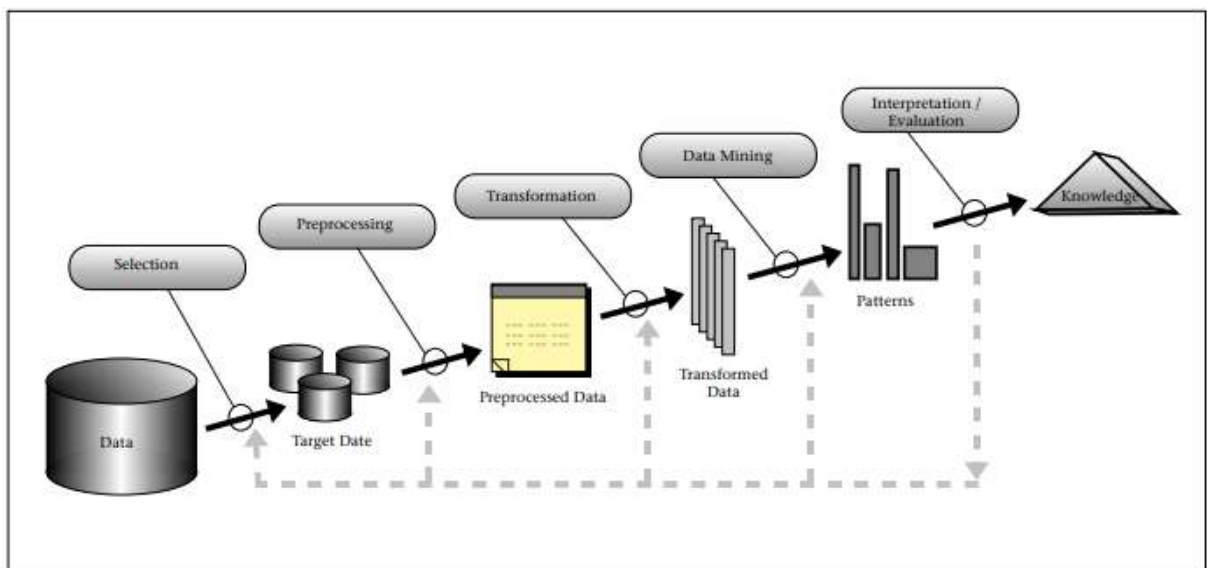 Interpretation /
Evaluation
Data Mining
Transformation
Preprocessing
Selection
Knowledge
Patterns
Transformed
Data
Preprocessed Data
Target Date
Data